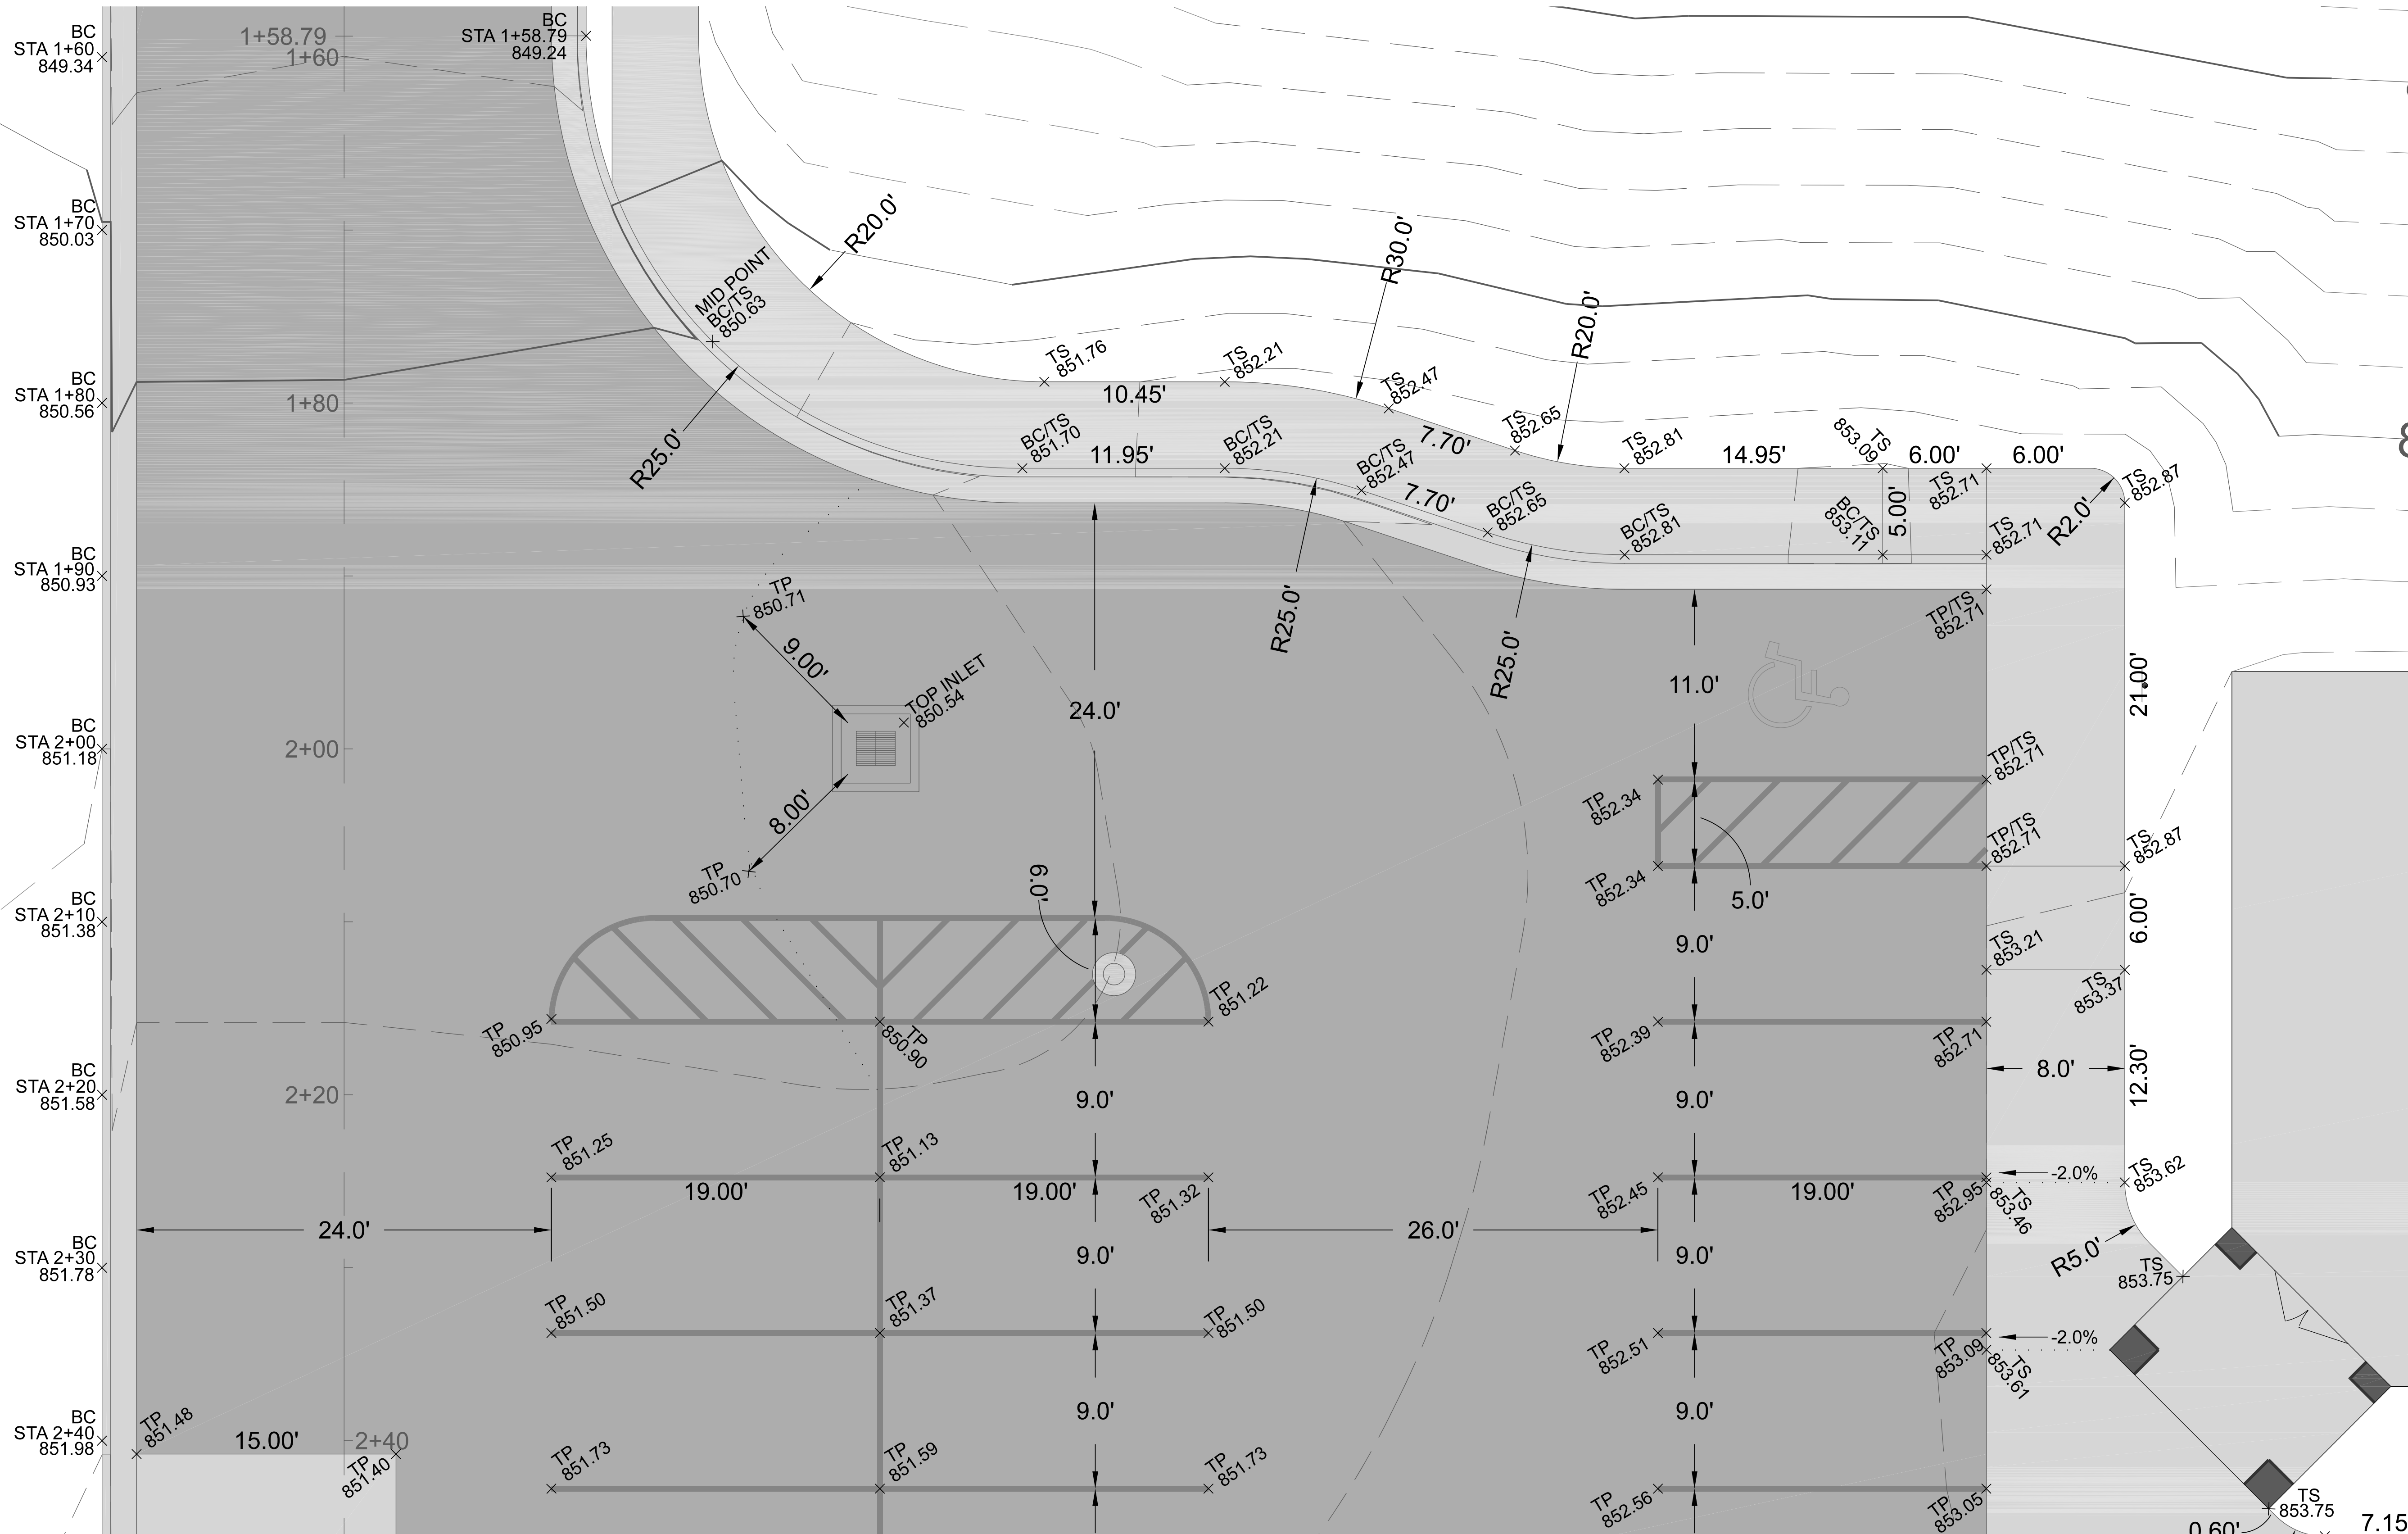 BC
STA 1+60
849.34
1+58.79
1+60
BC
STA 1+58.79
849.24
BC
STA 1+70
850.03
BC
STA 1+80
850.56
1+80
BC
STA 1+90
850.93
BC
STA 2+00
851.18
2+00
BC
STA 2+10
851.38
BC
STA 2+20
851.58
2+20
BC
STA 2+30
851.78
BC
STA 2+40
851.98
2+40
MID POINT
BC/TS
850.63
R20.0'
R25.0'
R30.0'
R20.0'
TS
851.76
TS
852.21
10.45'
TS
852.47
TS
852.65
7.70'
TS
852.81
14.95'
TS
853.09
6.00'
6.00'
TS
852.71
TS
852.87
R2.0'
BC/TS
851.70
11.95'
BC/TS
852.21
BC/TS
852.47
7.70'
BC/TS
852.65
BC/TS
852.81
BC/TS
853.11
5.00'
TS
852.71
TP/TS
852.71
R25.0'
R25.0'
TP
850.71
9.00'
TOP INLET
850.54
8.00'
TP
850.70
24.0'
11.0'
21.00'
TP
852.34
TP/TS
852.71
TP
852.34
TP/TS
852.71
TS
852.87
5.0'
6.0'
9.0'
6.00'
TS
853.21
TS
853.37
TP
850.95
TP
850.90
TP
851.22
TP
852.39
TP
852.71
8.0'
12.30'
9.0'
9.0'
TP
851.25
TP
851.13
TP
851.32
19.00'
19.00'
TP
852.45
19.00'
TP
852.95
TS
853.46
-2.0%
TS
853.62
24.0'
26.0'
9.0'
9.0'
R5.0'
TS
853.75
TP
851.50
TP
851.37
TP
851.50
TP
852.51
TP
853.09
TS
853.61
-2.0%
9.0'
9.0'
TP
851.48
15.00'
TP
851.40
TP
851.73
TP
851.59
TP
851.73
TP
852.56
TP
853.05
TS
853.75
0.60'
7.15